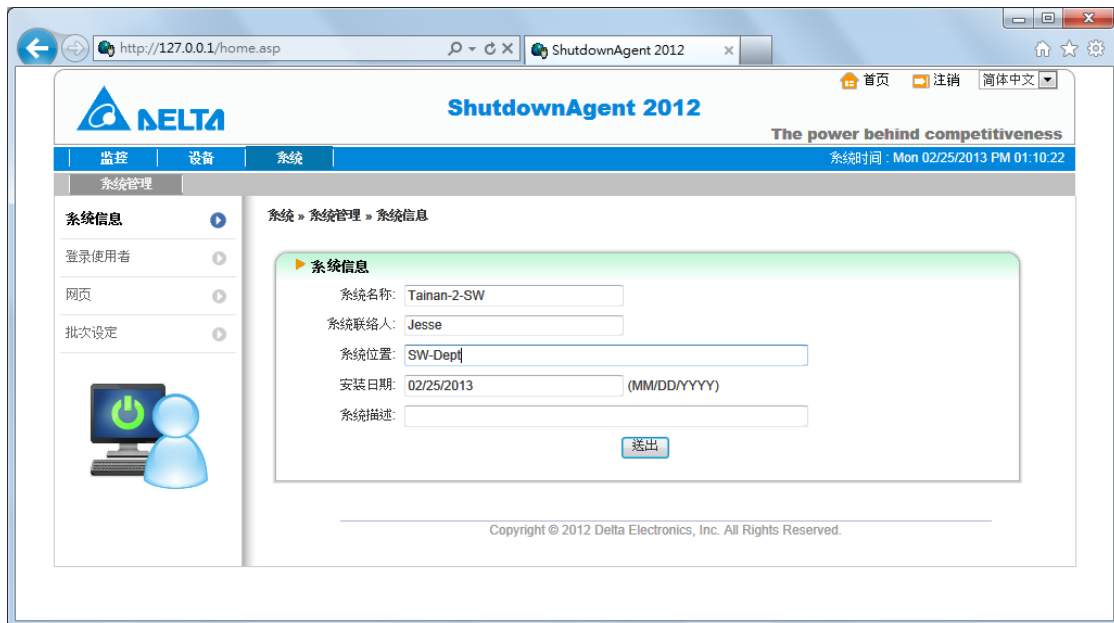 http://127.0.0.1/home.asp
ShutdownAgent 2012
首页 注销 简体中文
DELTA
ShutdownAgent 2012
The power behind competitiveness
监控 设备 系统 系统时间 : Mon 02/25/2013 PM 01:10:22
系统管理
系统信息
登录使用者
网页
批次设定
系统 » 系统管理 » 系统信息
系统信息
系统名称: Tainan-2-SW
系统联络人: Jesse
系统位置: SW-Dept
安装日期: 02/25/2013 (MM/DD/YYYY)
系统描述:
送出
Copyright © 2012 Delta Electronics, Inc. All Rights Reserved.